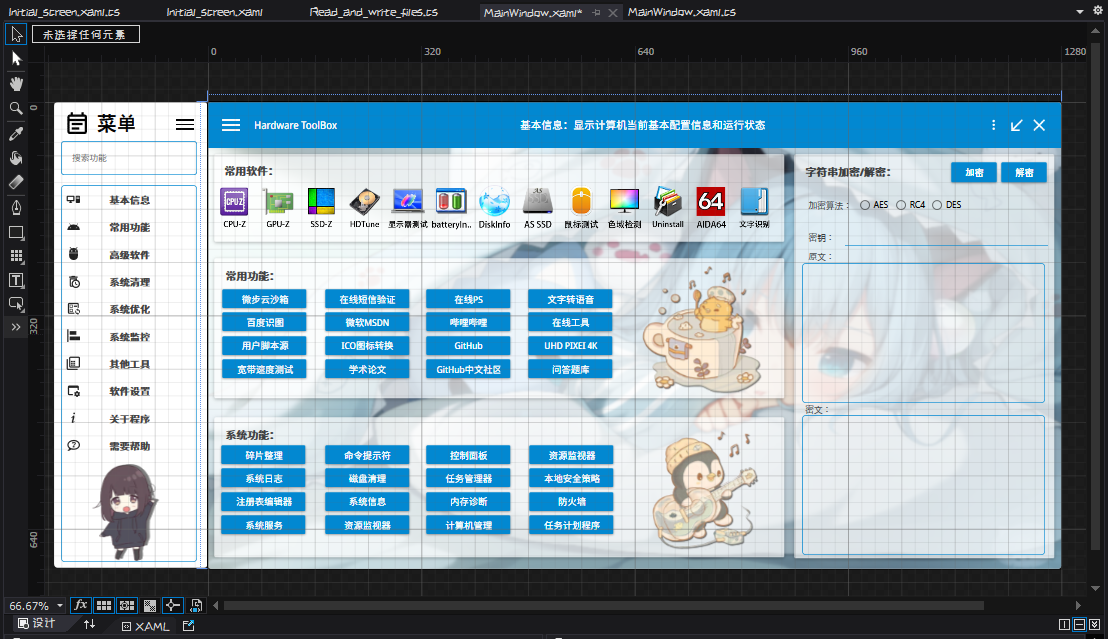 Initial_screen.xaml.cs Initial_screen.xaml Read_and_write_files.cs MainWindow.xaml* MainWindow.xaml.cs
未选择任何元素
0 320 640 960 1280
0
320
640
菜单
搜索功能
基本信息
常用功能
高级软件
系统清理
系统优化
系统监控
其他工具
软件设置
关于程序
需要帮助
Hardware ToolBox 基本信息：显示计算机当前基本配置信息和运行状态
常用软件:
CPU-Z GPU-Z SSD-Z HDTune 显示器测试 batteryIn.. DiskInfo AS SSD 鼠标测试 色域检测 Uninstall AIDA64 文字识别
常用功能:
微步云沙箱 在线短信验证 在线PS 文字转语音
百度识图 微软MSDN 哔哩哔哩 在线工具
用户脚本源 ICO图标转换 GitHub UHD PIXEI 4K
宽带速度测试 学术论文 GitHub中文社区 问答题库
系统功能:
碎片整理 命令提示符 控制面板 资源监视器
系统日志 磁盘清理 任务管理器 本地安全策略
注册表编辑器 系统信息 内存诊断 防火墙
系统服务 资源监视器 计算机管理 任务计划程序
字符串加密/解密: 加密 解密
加密算法: AES RC4 DES
密钥:
原文:
密文:
66.67% fx
设计 XAML